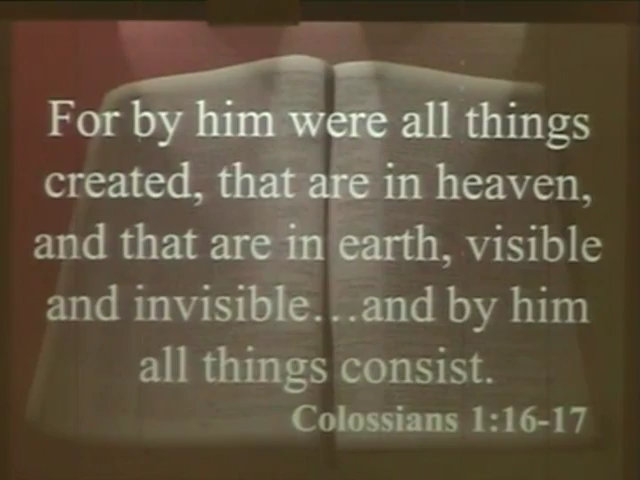 For by him were all things
created, that are in heaven,
and that are in earth, visible
and invisible…and by him
all things consist.
Colossians 1:16-17